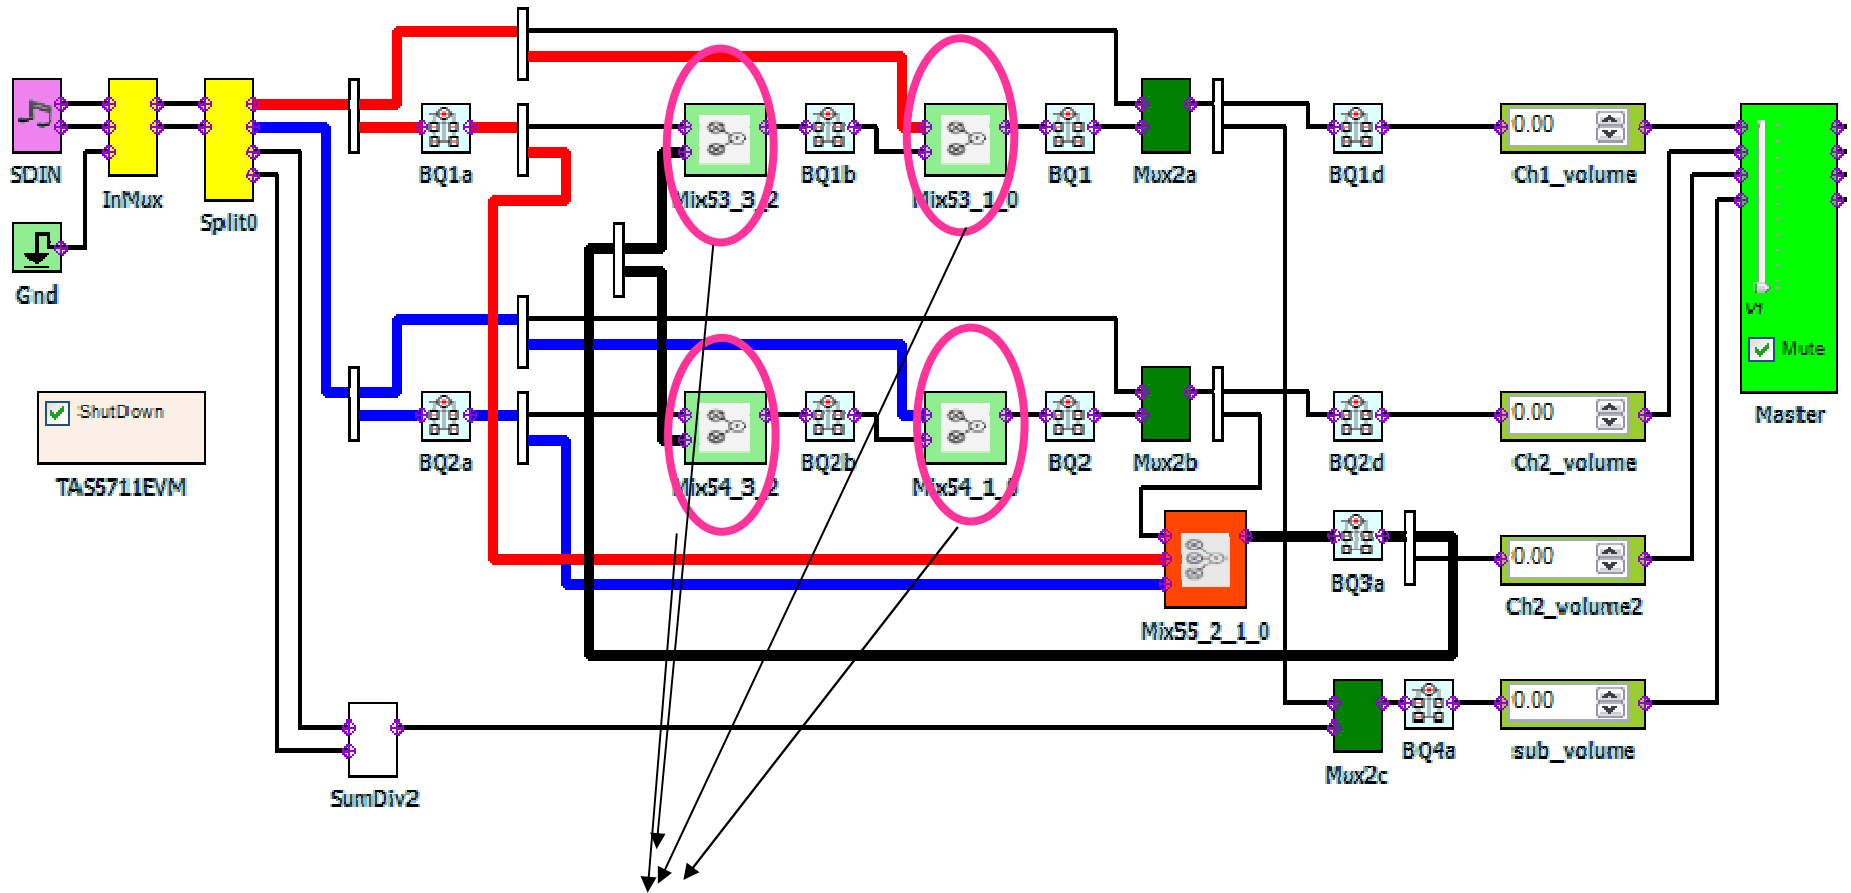 SDIN
InMux
Split0
Gnd
BQ1a
Mix53_3_2
BQ1b
Mix53_1_0
BQ1
Mux2a
BQ1d
0.00
Ch1_volume
V1
Mute
Master
ShutDown
TAS5711EVM
BQ2a
Mix54_3_2
BQ2b
Mix54_1_0
BQ2
Mux2b
BQ2d
0.00
Ch2_volume
Mix55_2_1_0
BQ3a
0.00
Ch2_volume2
SumDiv2
Mux2c
BQ4a
0.00
sub_volume